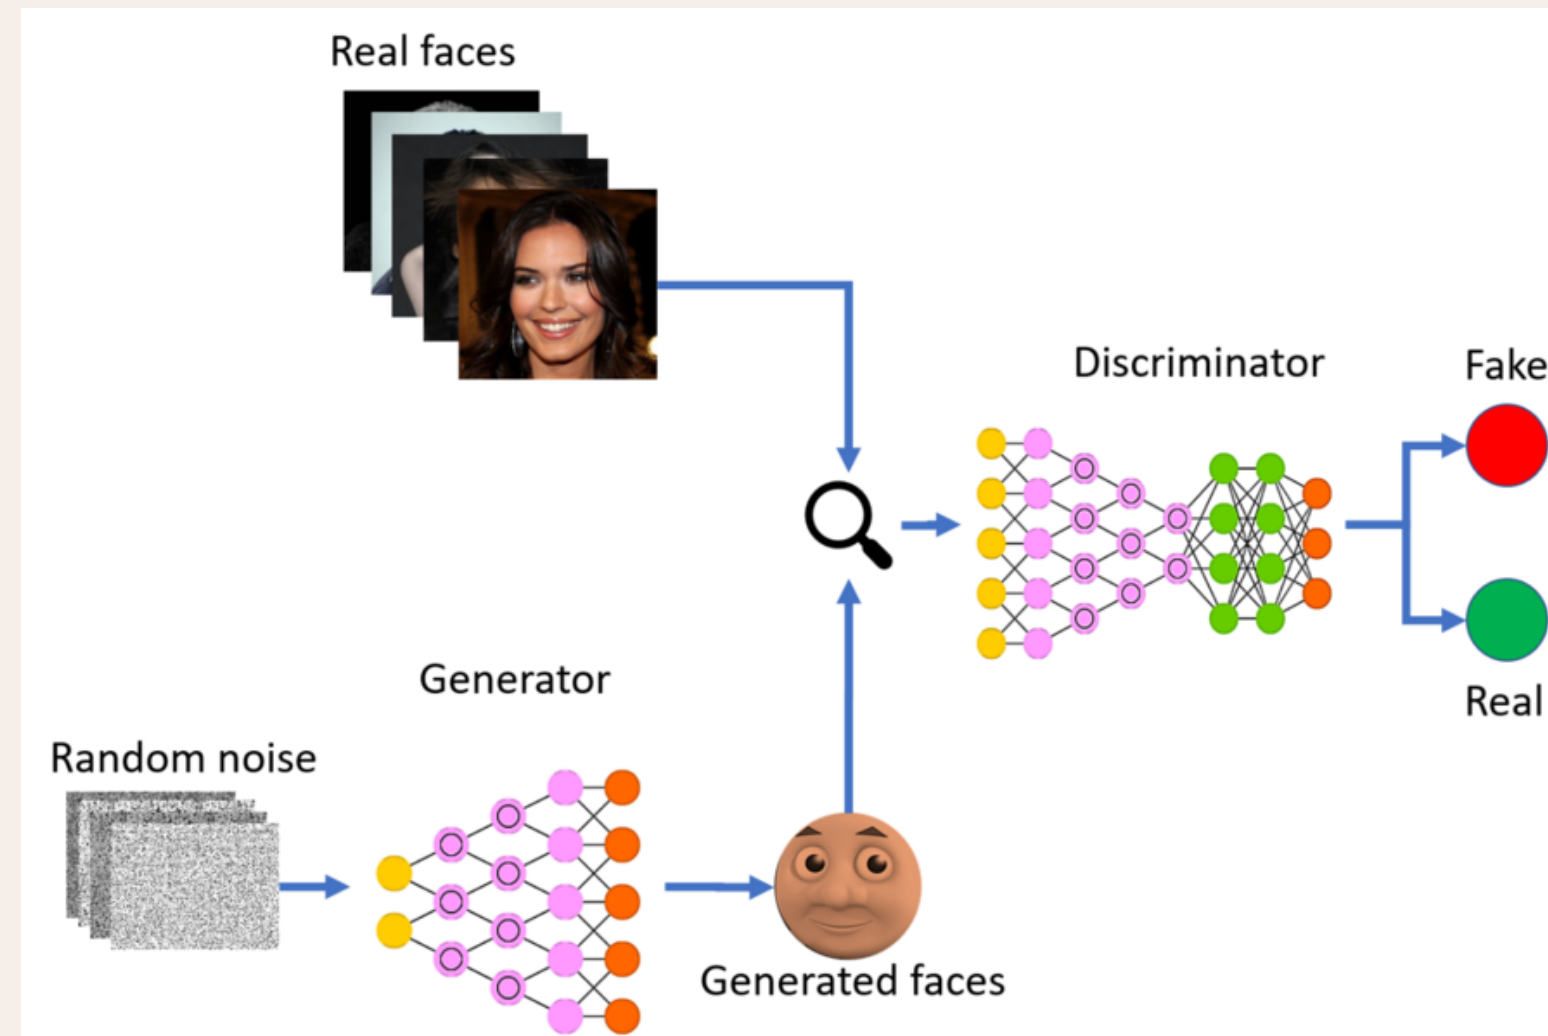 Real faces
Discriminator
Fake
Real
Generator
Random noise
Generated faces